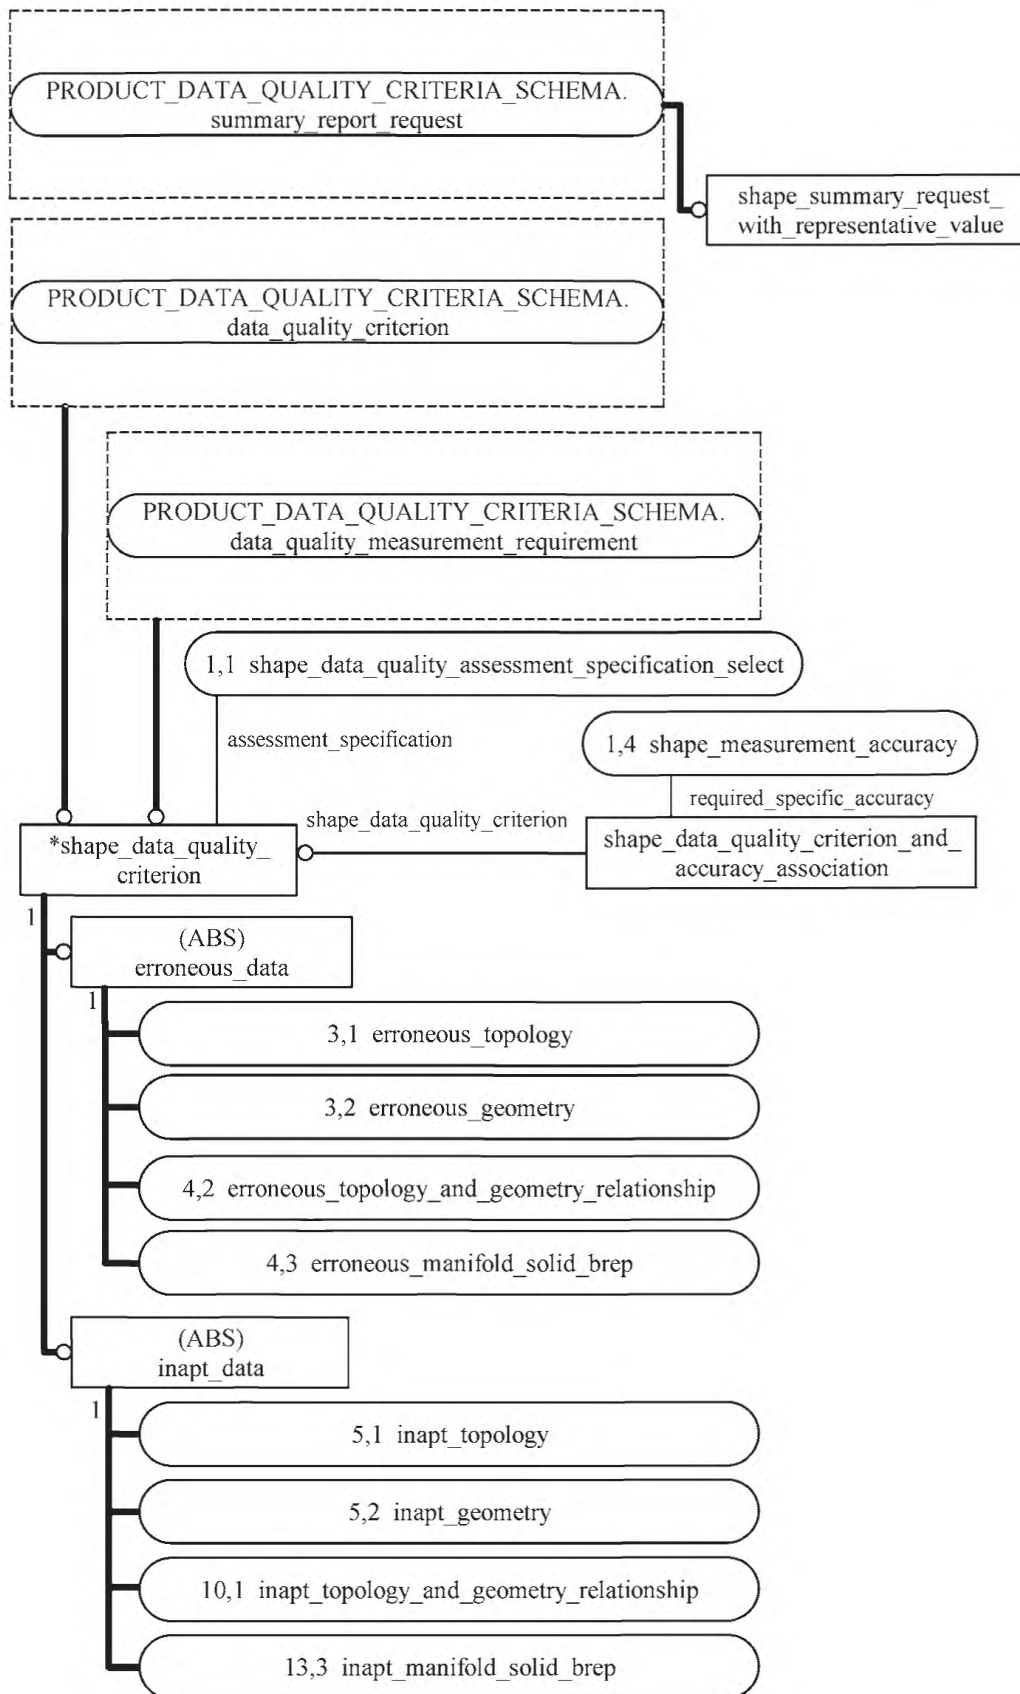 PRODUCT_DATA_QUALITY_CRITERIA_SCHEMA.
summary_report_request
shape_summary_request_
with_representative_value
PRODUCT_DATA_QUALITY_CRITERIA_SCHEMA.
data_quality_criterion
PRODUCT_DATA_QUALITY_CRITERIA_SCHEMA.
data_quality_measurement_requirement
1,1 shape_data_quality_assessment_specification_select
assessment_specification
1,4 shape_measurement_accuracy
required_specific_accuracy
shape_data_quality_criterion
*shape_data_quality_
criterion
shape_data_quality_criterion_and_
accuracy_association
1
(ABS)
erroneous_data
1
3,1 erroneous_topology
3,2 erroneous_geometry
4,2 erroneous_topology_and_geometry_relationship
4,3 erroneous_manifold_solid_brep
(ABS)
inapt_data
1
5,1 inapt_topology
5,2 inapt_geometry
10,1 inapt_topology_and_geometry_relationship
13,3 inapt_manifold_solid_brep